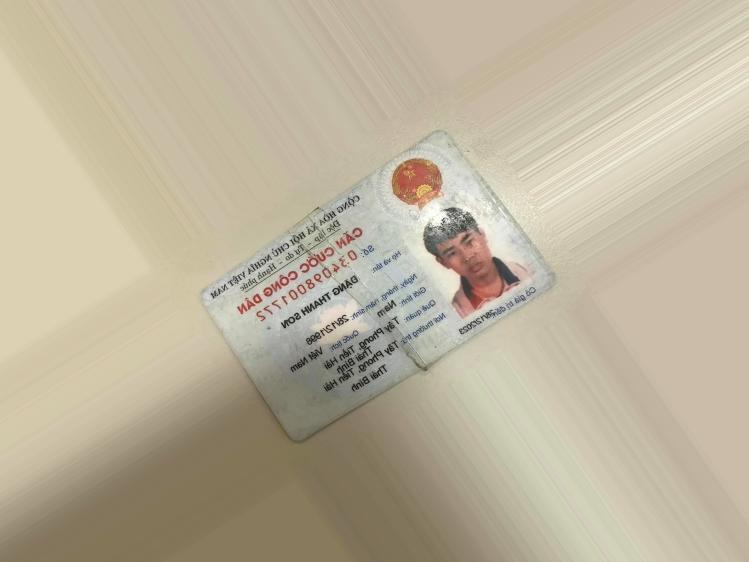 CỘNG HÒA XÃ HỘI CHỦ NGHĨA VIỆT NAM
Độc lập - Tự do - Hạnh phúc
CĂN CƯỚC CÔNG DÂN
Số: 034098001772
Họ và tên:
ĐẶNG THANH SƠN
Ngày, tháng, năm sinh: 28/12/1998
Giới tính: Nam Quốc tịch: Việt Nam
Quê quán: Tây Phong, Tiền Hải
Thái Bình
Nơi thường trú: Tây Phong, Tiền Hải
Thái Bình
Có giá trị đến: 28/12/2023